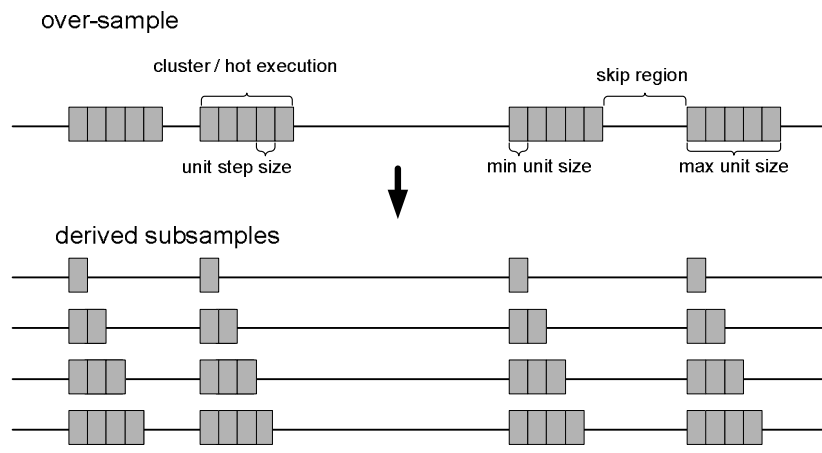 over-sample
cluster / hot execution
skip region
unit step size
min unit size
max unit size
derived subsamples